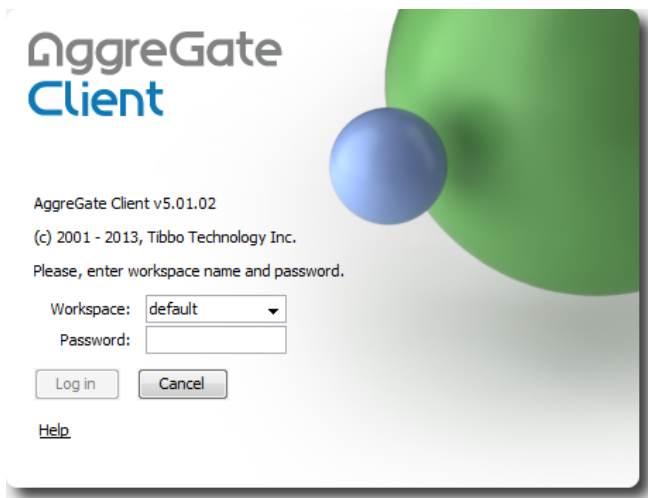 AggreGate
Client
AggreGate Client v5.01.02
(c) 2001 - 2013, Tibbo Technology Inc.
Please, enter workspace name and password.
Workspace: default
Password:
Log in Cancel
Help